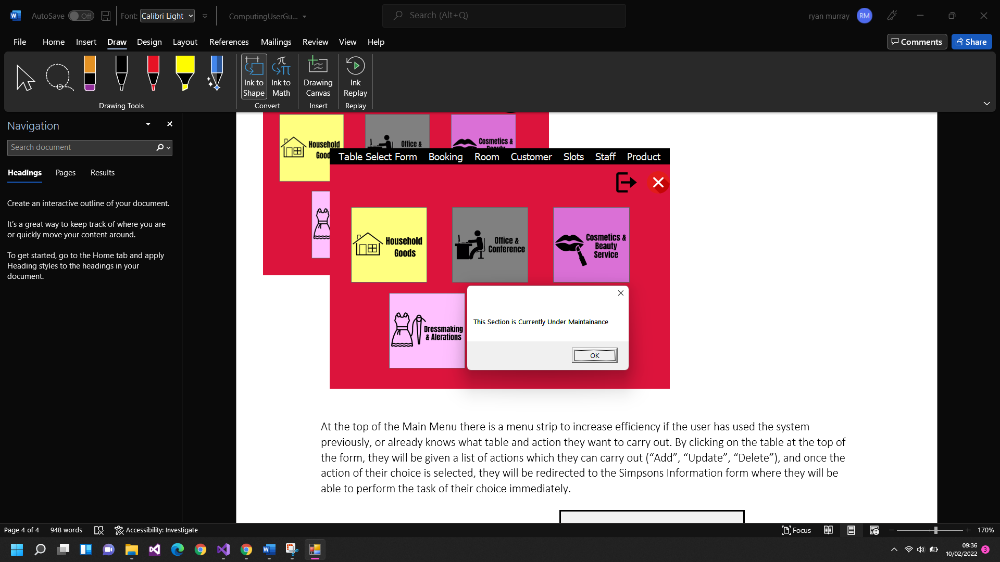 AutoSave Off Font: Calibri Light ComputingUserGu... Search (Alt+Q) ryan murray RM
File Home Insert Draw Design Layout References Mailings Review View Help Comments Share
Ink to Shape
Ink to Math
Drawing Canvas
Ink Replay
Drawing Tools Convert Insert Replay
Navigation
Search document
Headings Pages Results
Create an interactive outline of your document.
It's a great way to keep track of where you are
or quickly move your content around.
To get started, go to the Home tab and apply
Heading styles to the headings in your
document.
Household
Office &
Cosmetics &
Table Select Form Booking Room Customer Slots Staff Product
Household
Goods
Office &
Conference
Cosmetics &
Beauty
Service
Dressmaking
& Alerations
This Section is Currently Under Maintainance
OK
At the top of the Main Menu there is a menu strip to increase efficiency if the user has used the system
previously, or already knows what table and action they want to carry out. By clicking on the table at the top of
the form, they will be given a list of actions which they can carry out (“Add”, “Update”, “Delete”), and once the
action of their choice is selected, they will be redirected to the Simpsons Information form where they will be
able to perform the task of their choice immediately.
Page 4 of 4 948 words Accessibility: Investigate Focus 170%
09:36
10/02/2022
3